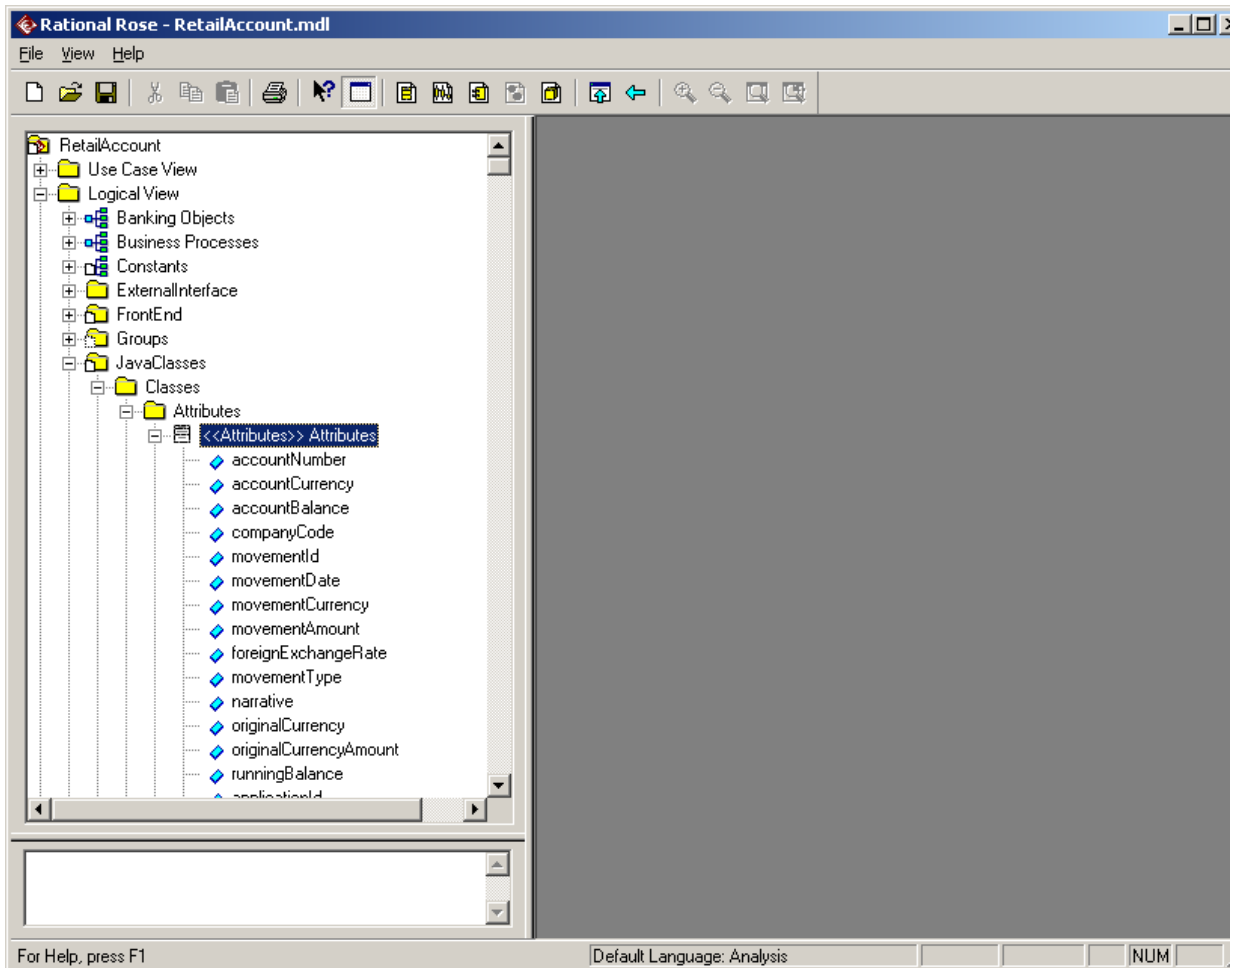 Rational Rose - RetailAccount.mdl
File View Help
RetailAccount
Use Case View
Logical View
Banking Objects
Business Processes
Constants
ExternalInterface
FrontEnd
Groups
JavaClasses
Classes
Attributes
<<Attributes>> Attributes
accountNumber
accountCurrency
accountBalance
companyCode
movementId
movementDate
movementCurrency
movementAmount
foreignExchangeRate
movementType
narrative
originalCurrency
originalCurrencyAmount
runningBalance
applicationId
For Help, press F1 Default Language: Analysis NUM